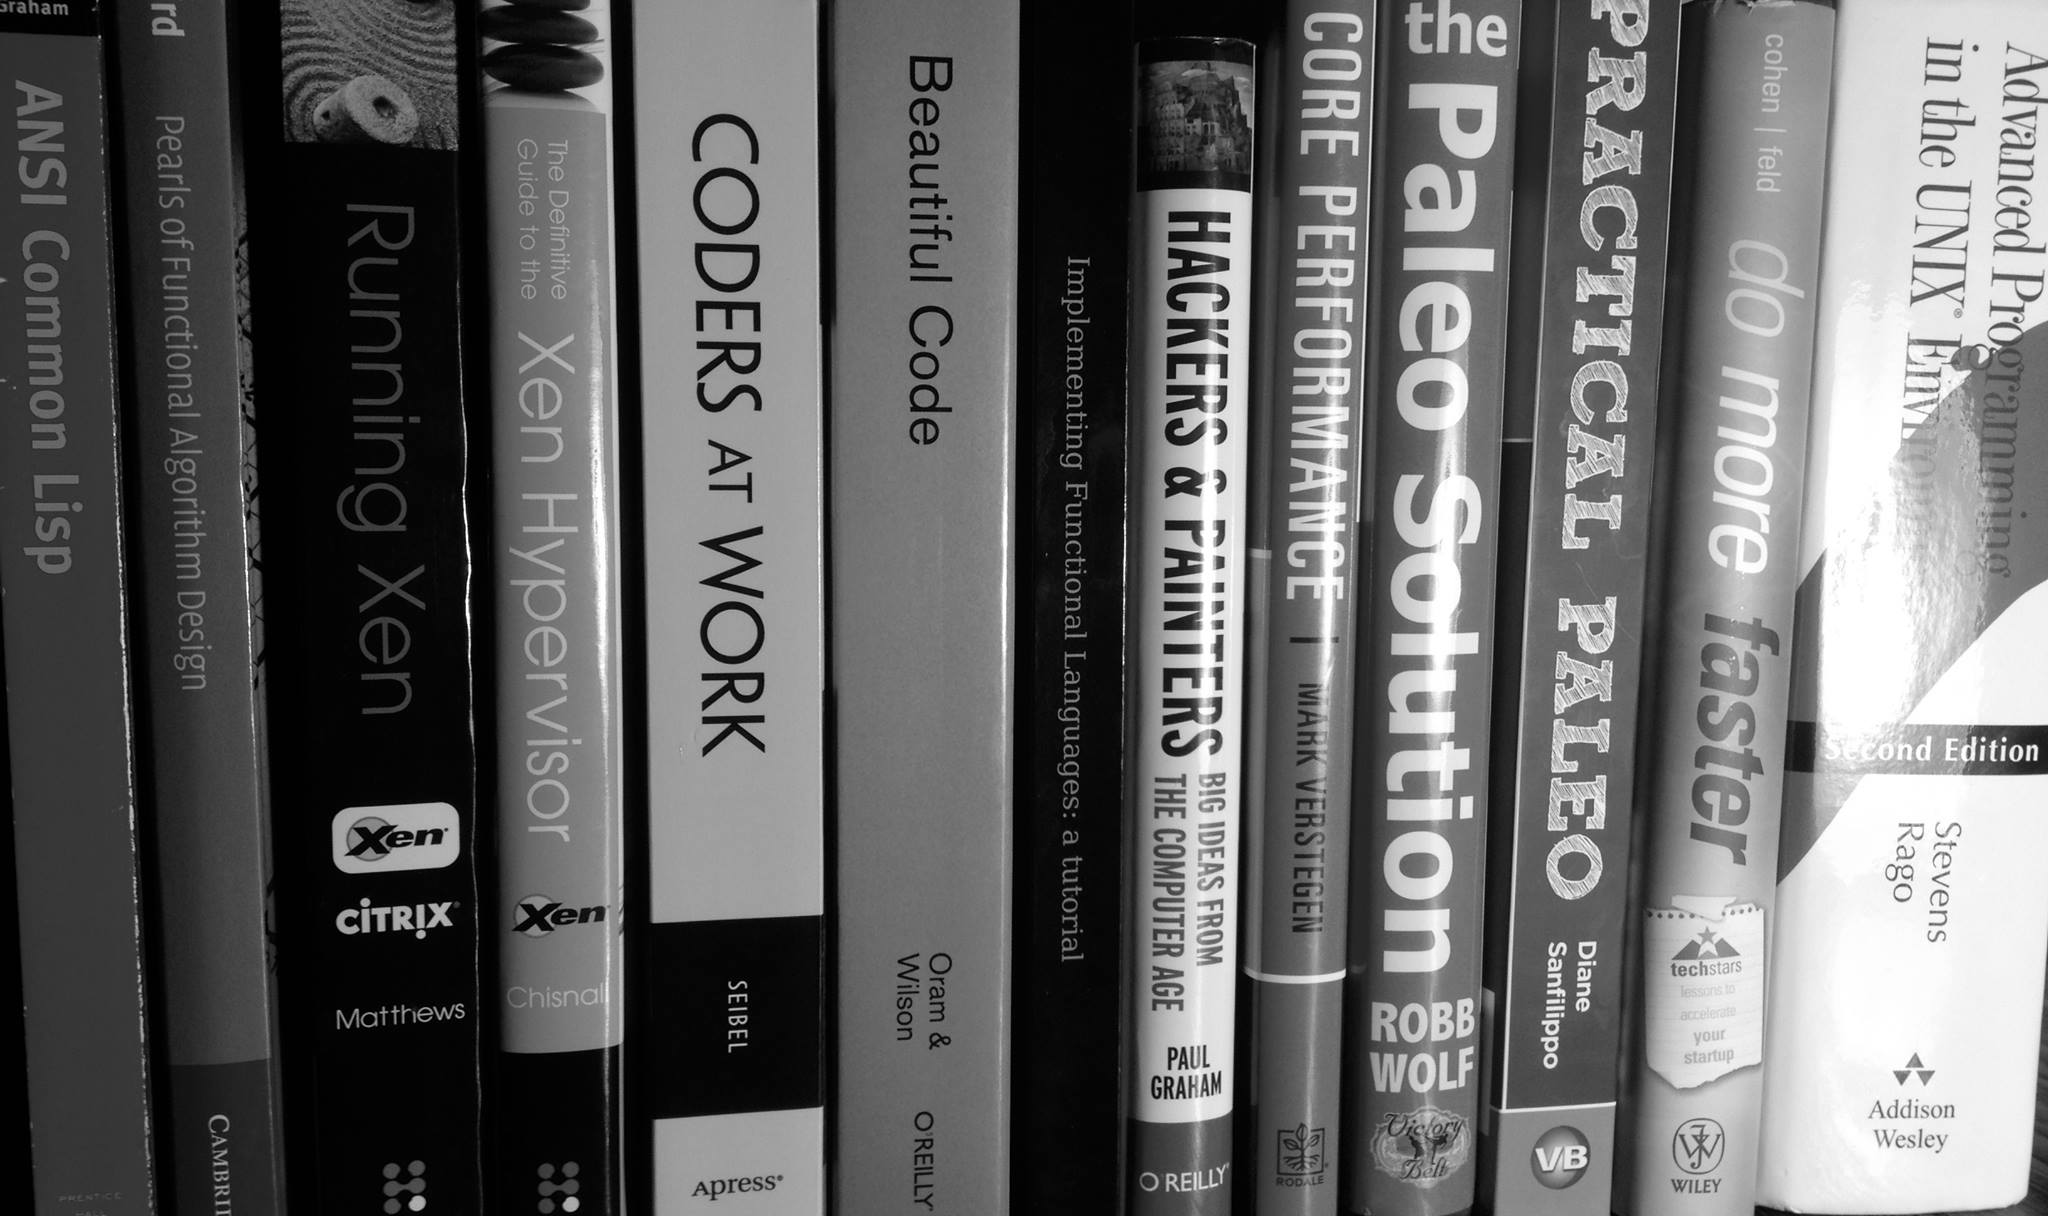 Graham
ANSI Common Lisp
PRENTICE
HALL
rd
Pearls of Functional Algorithm Design
Running Xen
Xen
CITRIX
Matthews
The Definitive
Guide to the
Xen Hypervisor
Xen
Chisnall
CODERS AT WORK
SEIBEL
Apress®
Beautiful Code
Oram &
Wilson
O'REILLY®
Implementing Functional Languages: a tutorial
HACKERS & PAINTERS
BIG IDEAS FROM
THE COMPUTER AGE
PAUL
GRAHAM
O'REILLY®
CORE PERFORMANCE | MARK VERSTEGEN
RODALE
the Paleo Solution
ROBB
WOLF
Victory
Belt
PRACTICAL PALEO
Diane
Sanfilippo
VB
cohen | feld
do more faster
techstars
lessons to
accelerate
your
startup
WILEY
Advanced Programming
in the UNIX®
Second Edition
Stevens
Rago
Addison
Wesley